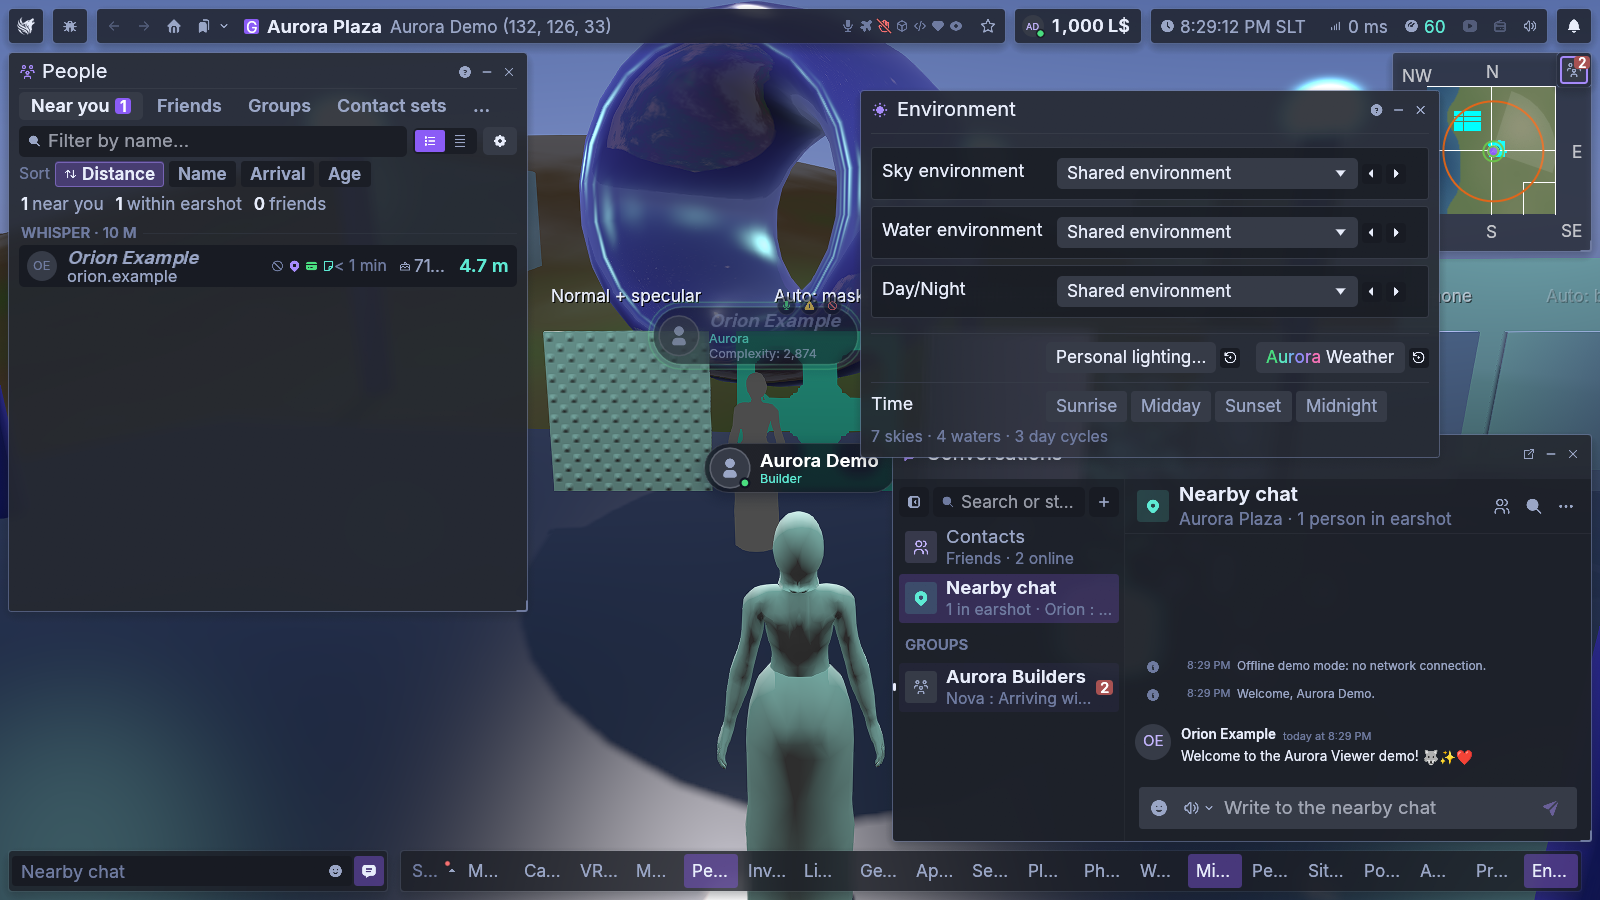 G Aurora Plaza Aurora Demo (132, 126, 33)
AD 1,000 L$
8:29:12 PM SLT 0 ms 60
People
Near you 1 Friends Groups Contact sets ...
Filter by name...
Sort Distance Name Arrival Age
1 near you 1 within earshot 0 friends
WHISPER · 10 M
OE Orion Example
orion.example
< 1 min 71... 4.7 m
Normal + specular
Auto: mask
Orion Example
Aurora
Complexity: 2,874
Aurora Demo
Builder
Environment
Sky environment Shared environment
Water environment Shared environment
Day/Night Shared environment
Personal lighting... Aurora Weather
Time Sunrise Midday Sunset Midnight
7 skies · 4 waters · 3 day cycles
2
NW N
E
S SE
Auto:
Search or st... +
Contacts
Friends · 2 online
Nearby chat
1 in earshot · Orion : ...
GROUPS
Aurora Builders
Nova : Arriving wi... 2
Nearby chat
Aurora Plaza · 1 person in earshot
8:29 PM Offline demo mode: no network connection.
8:29 PM Welcome, Aurora Demo.
OE Orion Example today at 8:29 PM
Welcome to the Aurora Viewer demo! 🐺✨❤️
Write to the nearby chat
Nearby chat
S... M... Ca... VR... M... Pe... Inv... Li... Ge... Ap... Se... Pl... Ph... W... Mi... Pe... Sit... Po... A... Pr... En...